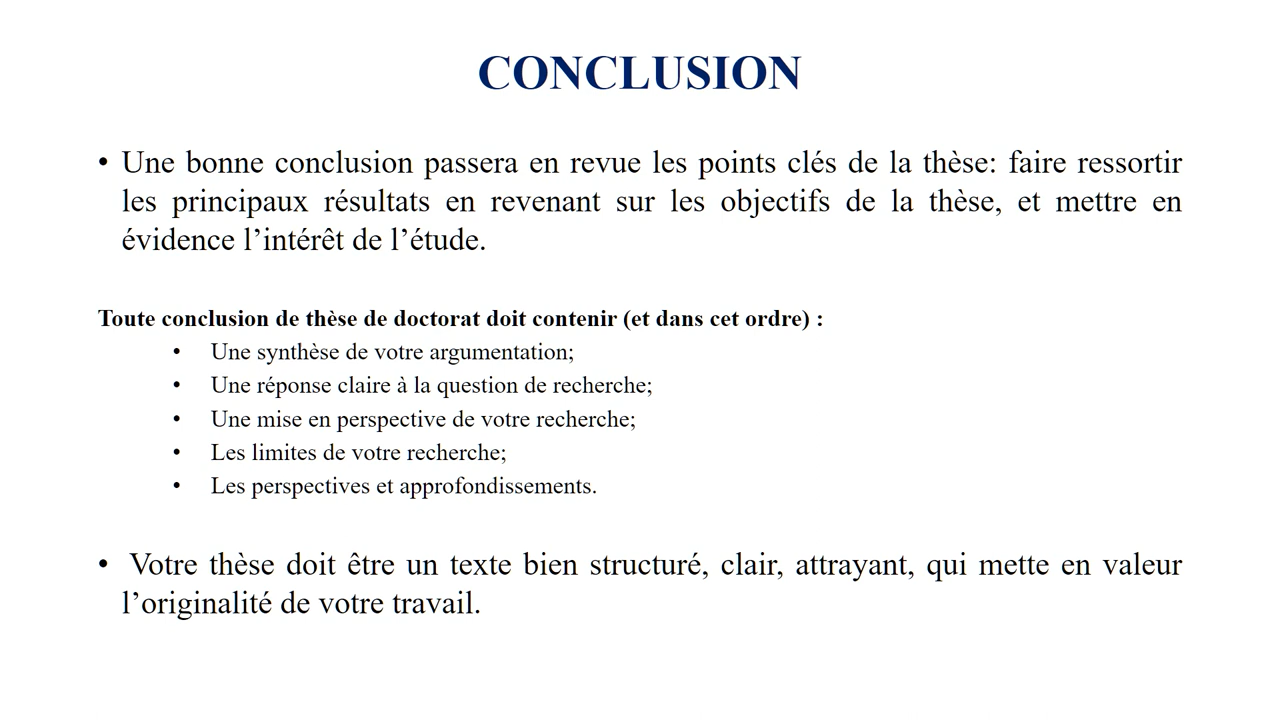 CONCLUSION
• Une bonne conclusion passera en revue les points clés de la thèse: faire ressortir
les principaux résultats en revenant sur les objectifs de la thèse, et mettre en
évidence l’intérêt de l’étude.
Toute conclusion de thèse de doctorat doit contenir (et dans cet ordre) :
• Une synthèse de votre argumentation;
• Une réponse claire à la question de recherche;
• Une mise en perspective de votre recherche;
• Les limites de votre recherche;
• Les perspectives et approfondissements.
• Votre thèse doit être un texte bien structuré, clair, attrayant, qui mette en valeur
l’originalité de votre travail.